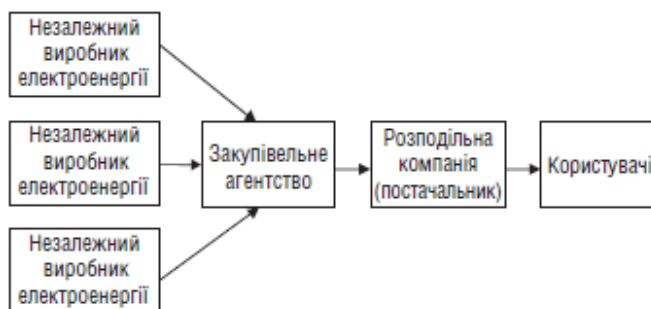 Незалежний
виробник
електроенергії
Незалежний
виробник
електроенергії
Закупівельне
агентство
Розподільна
компанія
(постачальник)
Користувачі
Незалежний
виробник
електроенергії